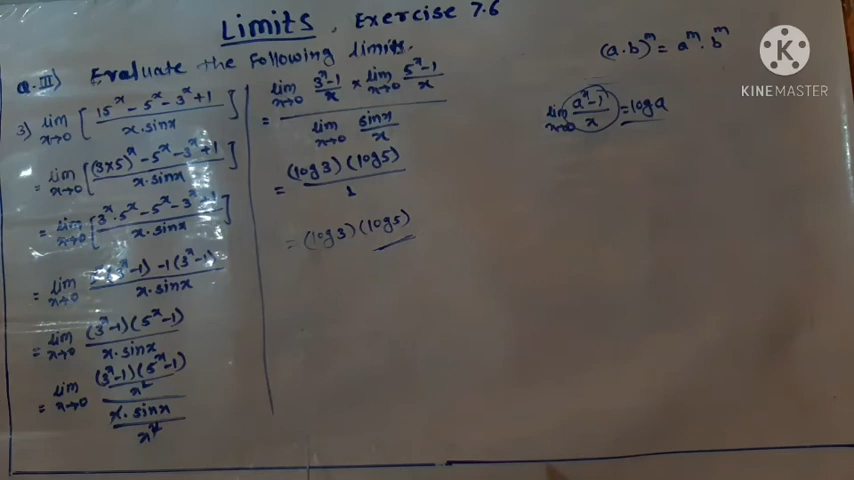 Limits, Exercise 7.6
Q.III) Evaluate the Following limits.
3) lim x→0 [ (15^x - 5^x - 3^x + 1) / (x·sinx) ]
= lim x→0 [ ((3×5)^x - 5^x - 3^x + 1) / (x·sinx) ]
= lim x→0 [ (3^x·5^x - 5^x - 3^x + 1) / (x·sinx) ]
= lim x→0 (3^x-1) - 1(3^x-1) / (x·sinx)
= lim x→0 (3^x-1)(5^x-1) / (x·sinx)
= lim x→0 ((3^x-1)(5^x-1) / x²) / (x·sinx / x²)
= (lim x→0 (3^x-1)/x × lim x→0 (5^x-1)/x) / (lim x→0 sinx/x)
= (log3)(log5) / 1
= (log3)(log5)
(a·b)^m = a^m · b^m
lim x→0 (a^x-1)/x = log a
K
KINEMASTER